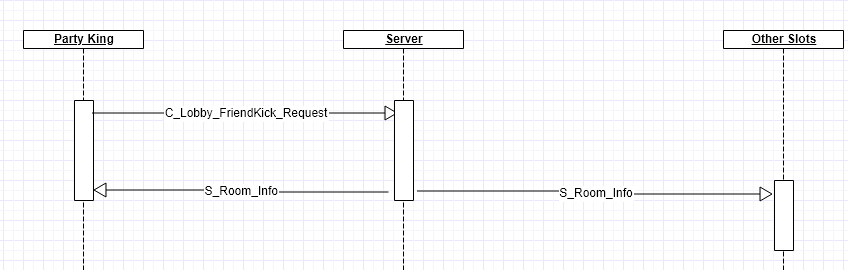 Party King
Server
Other Slots
C_Lobby_FriendKick_Request
S_Room_Info
S_Room_Info